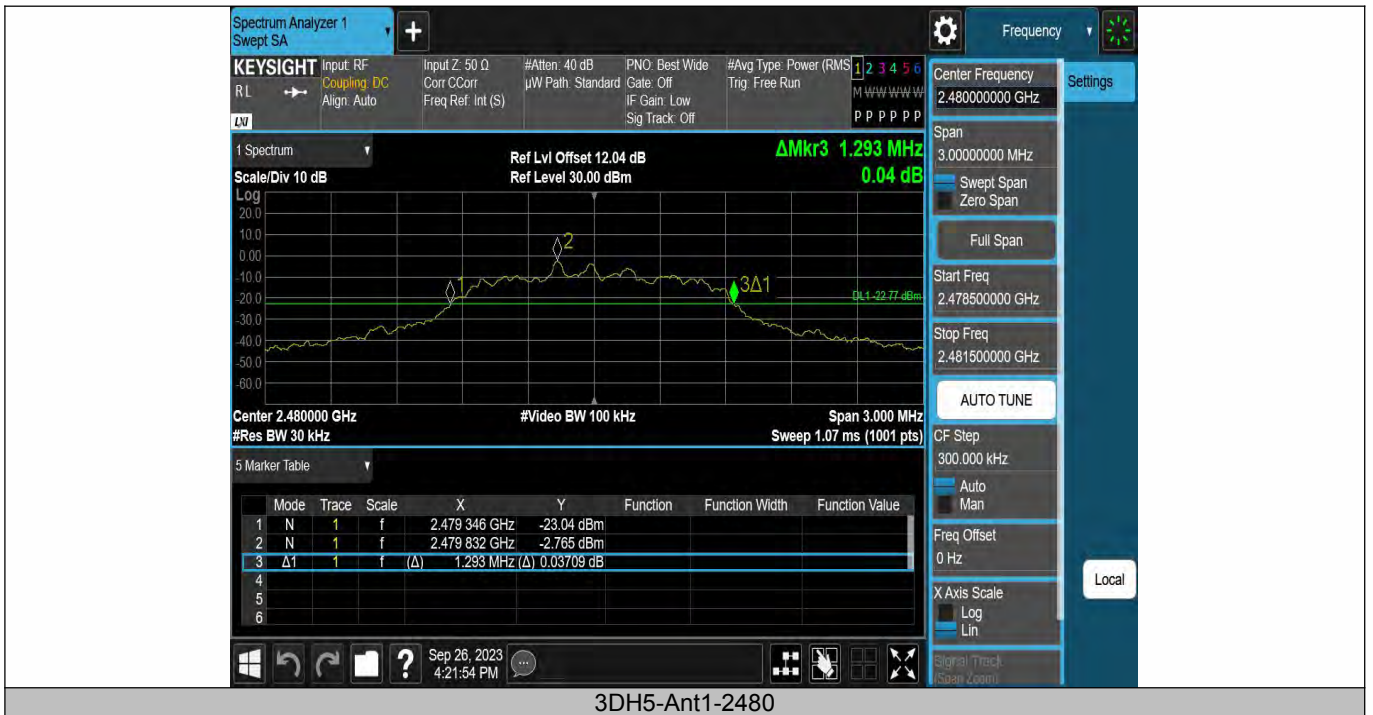 Spectrum Analyzer 1
Swept SA
+
Frequency
KEYSIGHT
RL
LXI
Input: RF
Coupling: DC
Align: Auto
Input Z: 50 Ω
Corr CCorr
Freq Ref: Int (S)
#Atten: 40 dB
µW Path: Standard
PNO: Best Wide
Gate: Off
IF Gain: Low
Sig Track: Off
#Avg Type: Power (RMS
Trig: Free Run
1 2 3 4 5 6
M W W W W W
P P P P P P
Center Frequency
2.480000000 GHz
Settings
1 Spectrum
Scale/Div 10 dB
Ref Lvl Offset 12.04 dB
Ref Level 30.00 dBm
ΔMkr3 1.293 MHz
0.04 dB
Span
3.00000000 MHz
Swept Span
Zero Span
Full Span
Start Freq
2.478500000 GHz
Stop Freq
2.481500000 GHz
AUTO TUNE
CF Step
300.000 kHz
Auto
Man
Freq Offset
0 Hz
X Axis Scale
Log
Lin
Signal Track
(Span Zoom)
Local
Log
20.0
10.0
0.00
-10.0
-20.0
-30.0
-40.0
-50.0
-60.0
1
2
3Δ1
DL1 -22.77 dBm
Center 2.480000 GHz
#Video BW 100 kHz
Span 3.000 MHz
#Res BW 30 kHz
Sweep 1.07 ms (1001 pts)
5 Marker Table
Mode Trace Scale X Y Function Function Width Function Value
1 N 1 f 2.479 346 GHz -23.04 dBm
2 N 1 f 2.479 832 GHz -2.765 dBm
3 Δ1 1 f (Δ) 1.293 MHz (Δ) 0.03709 dB
4
5
6
?
Sep 26, 2023
4:21:54 PM
3DH5-Ant1-2480